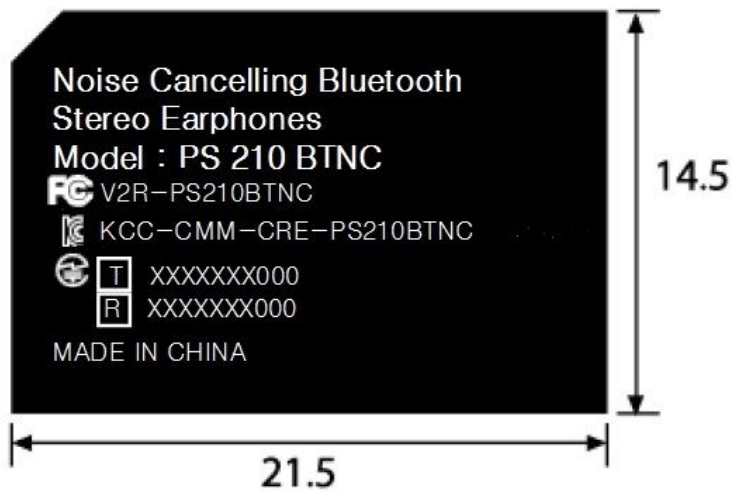 Noise Cancelling Bluetooth
Stereo Earphones
Model : PS 210 BTNC
FC V2R-PS210BTNC
KCC-CMM-CRE-PS210BTNC
T XXXXXXX000
R XXXXXXX000
MADE IN CHINA
14.5
21.5